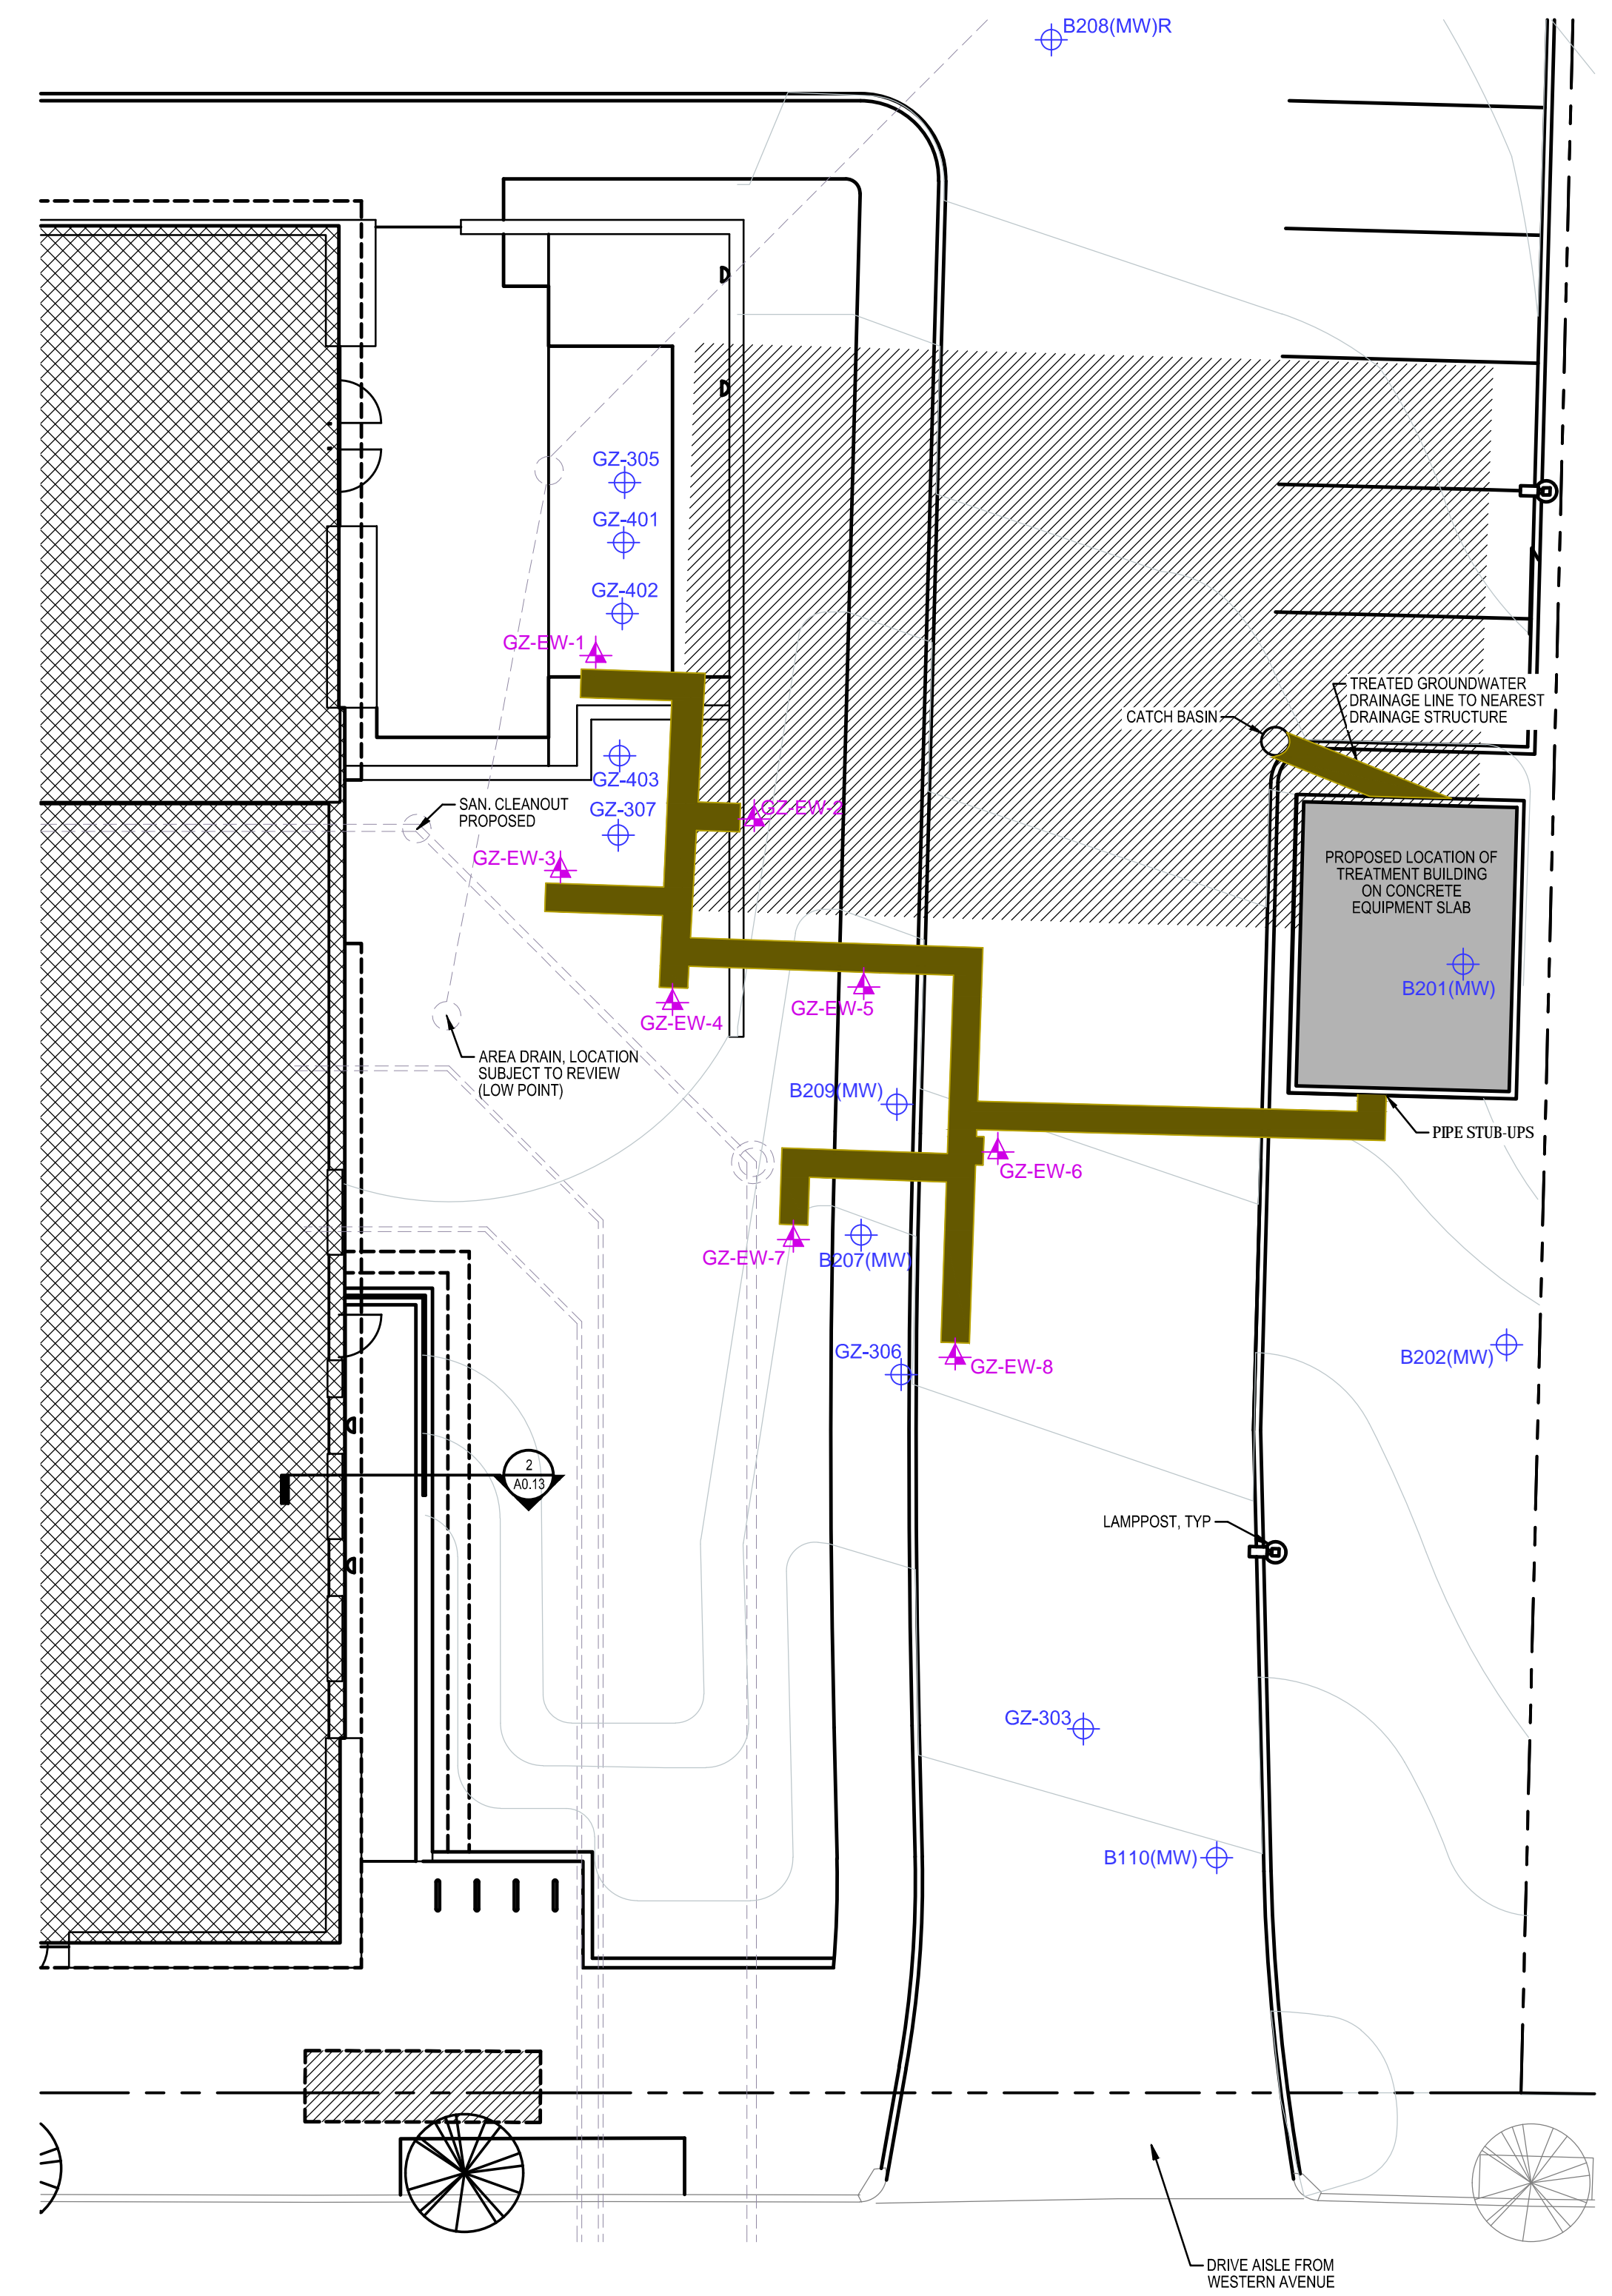 B208(MW)R
GZ-305
GZ-401
GZ-402
GZ-EW-1
TREATED GROUNDWATER
DRAINAGE LINE TO NEAREST
DRAINAGE STRUCTURE
CATCH BASIN
GZ-403
SAN. CLEANOUT
PROPOSED
GZ-307
GZ-EW-2
GZ-EW-3
PROPOSED LOCATION OF
TREATMENT BUILDING
ON CONCRETE
EQUIPMENT SLAB
B201(MW)
GZ-EW-5
GZ-EW-4
AREA DRAIN, LOCATION
SUBJECT TO REVIEW
(LOW POINT)
B209(MW)
PIPE STUB-UPS
GZ-EW-6
GZ-EW-7
B207(MW)
GZ-306
GZ-EW-8
B202(MW)
2
A0.13
LAMPPOST, TYP
GZ-303
B110(MW)
DRIVE AISLE FROM
WESTERN AVENUE